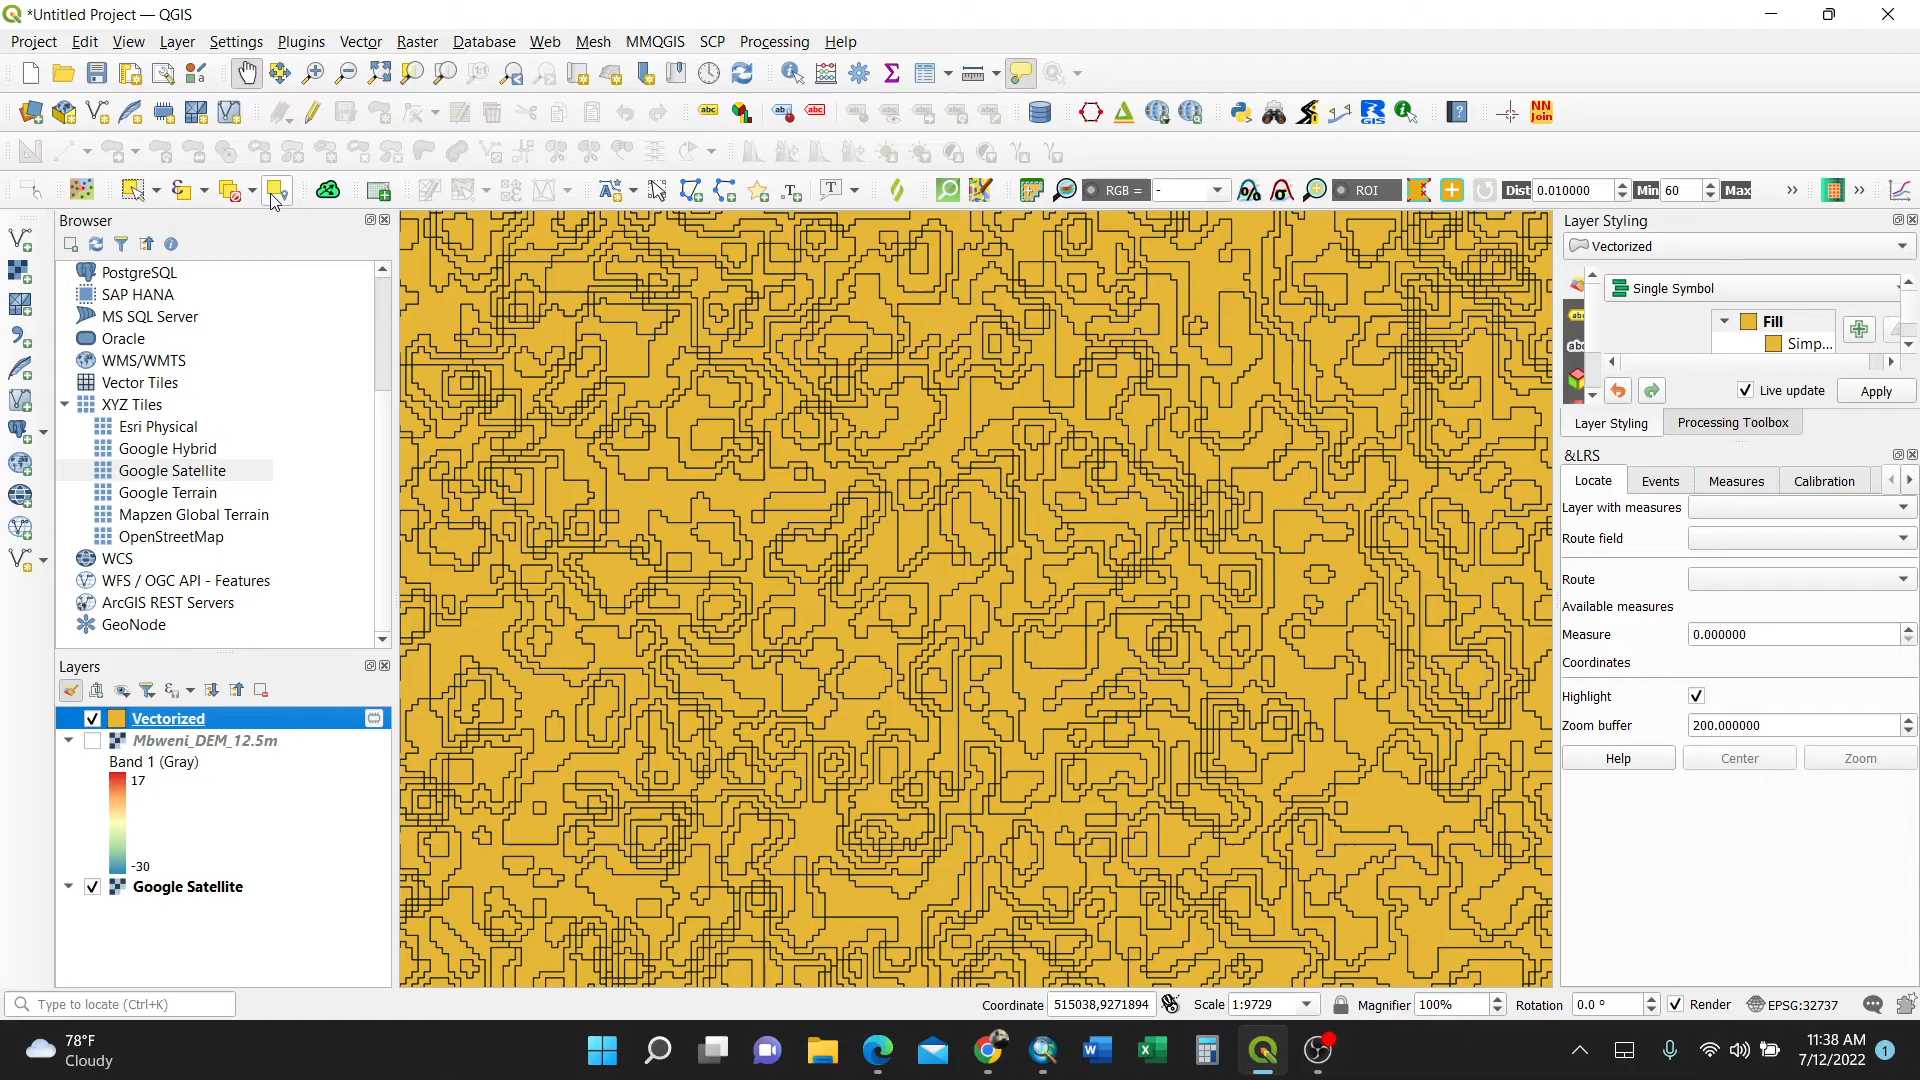 *Untitled Project — QGIS
Project Edit View Layer Settings Plugins Vector Raster Database Web Mesh MMQGIS SCP Processing Help
abc abc abc
NN Join
RGB = - ROI Dist 0.010000 Min 60 Max
Browser
PostgreSQL
SAP HANA
MS SQL Server
Oracle
WMS/WMTS
Vector Tiles
XYZ Tiles
Esri Physical
Google Hybrid
Google Satellite
Google Terrain
Mapzen Global Terrain
OpenStreetMap
WCS
WFS / OGC API - Features
ArcGIS REST Servers
GeoNode
Layers
Vectorized
Mbweni_DEM_12.5m
Band 1 (Gray)
17
-30
Google Satellite
Layer Styling
Vectorized
Single Symbol
Fill
Simp...
Live update Apply
Layer Styling Processing Toolbox
&LRS
Locate Events Measures Calibration
Layer with measures
Route field
Route
Available measures
Measure 0.000000
Coordinates
Highlight
Zoom buffer 200.000000
Help Center Zoom
Type to locate (Ctrl+K)
Coordinate 515038,9271894 Scale 1:9729 Magnifier 100% Rotation 0.0 ° Render EPSG:32737
78°F
Cloudy
11:38 AM
7/12/2022
1